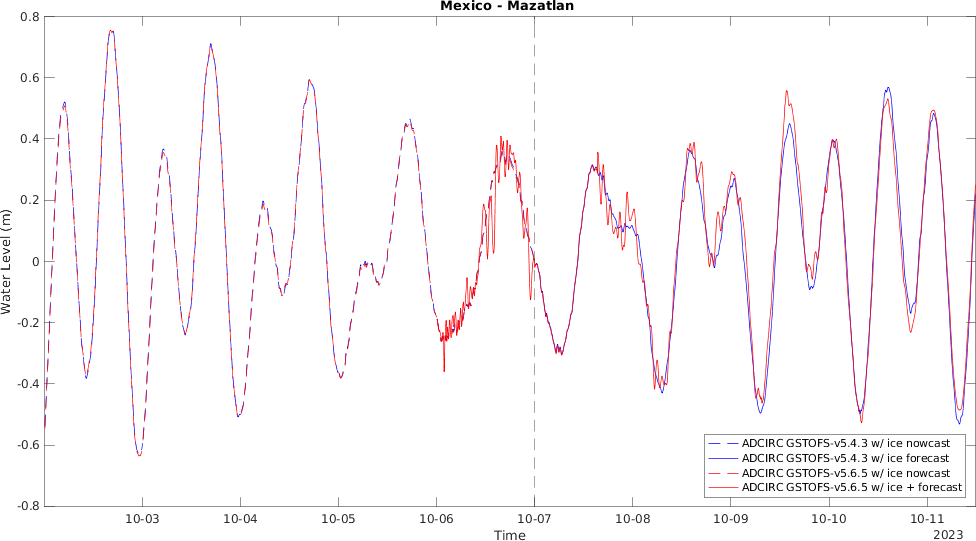 Mexico - Mazatlan
0.8
0.6
0.4
0.2
0
-0.2
-0.4
-0.6
-0.8
Water Level (m)
10-03 10-04 10-05 10-06 10-07 10-08 10-09 10-10 10-11
Time
2023
ADCIRC GSTOFS-v5.4.3 w/ ice nowcast
ADCIRC GSTOFS-v5.4.3 w/ ice forecast
ADCIRC GSTOFS-v5.6.5 w/ ice nowcast
ADCIRC GSTOFS-v5.6.5 w/ ice + forecast